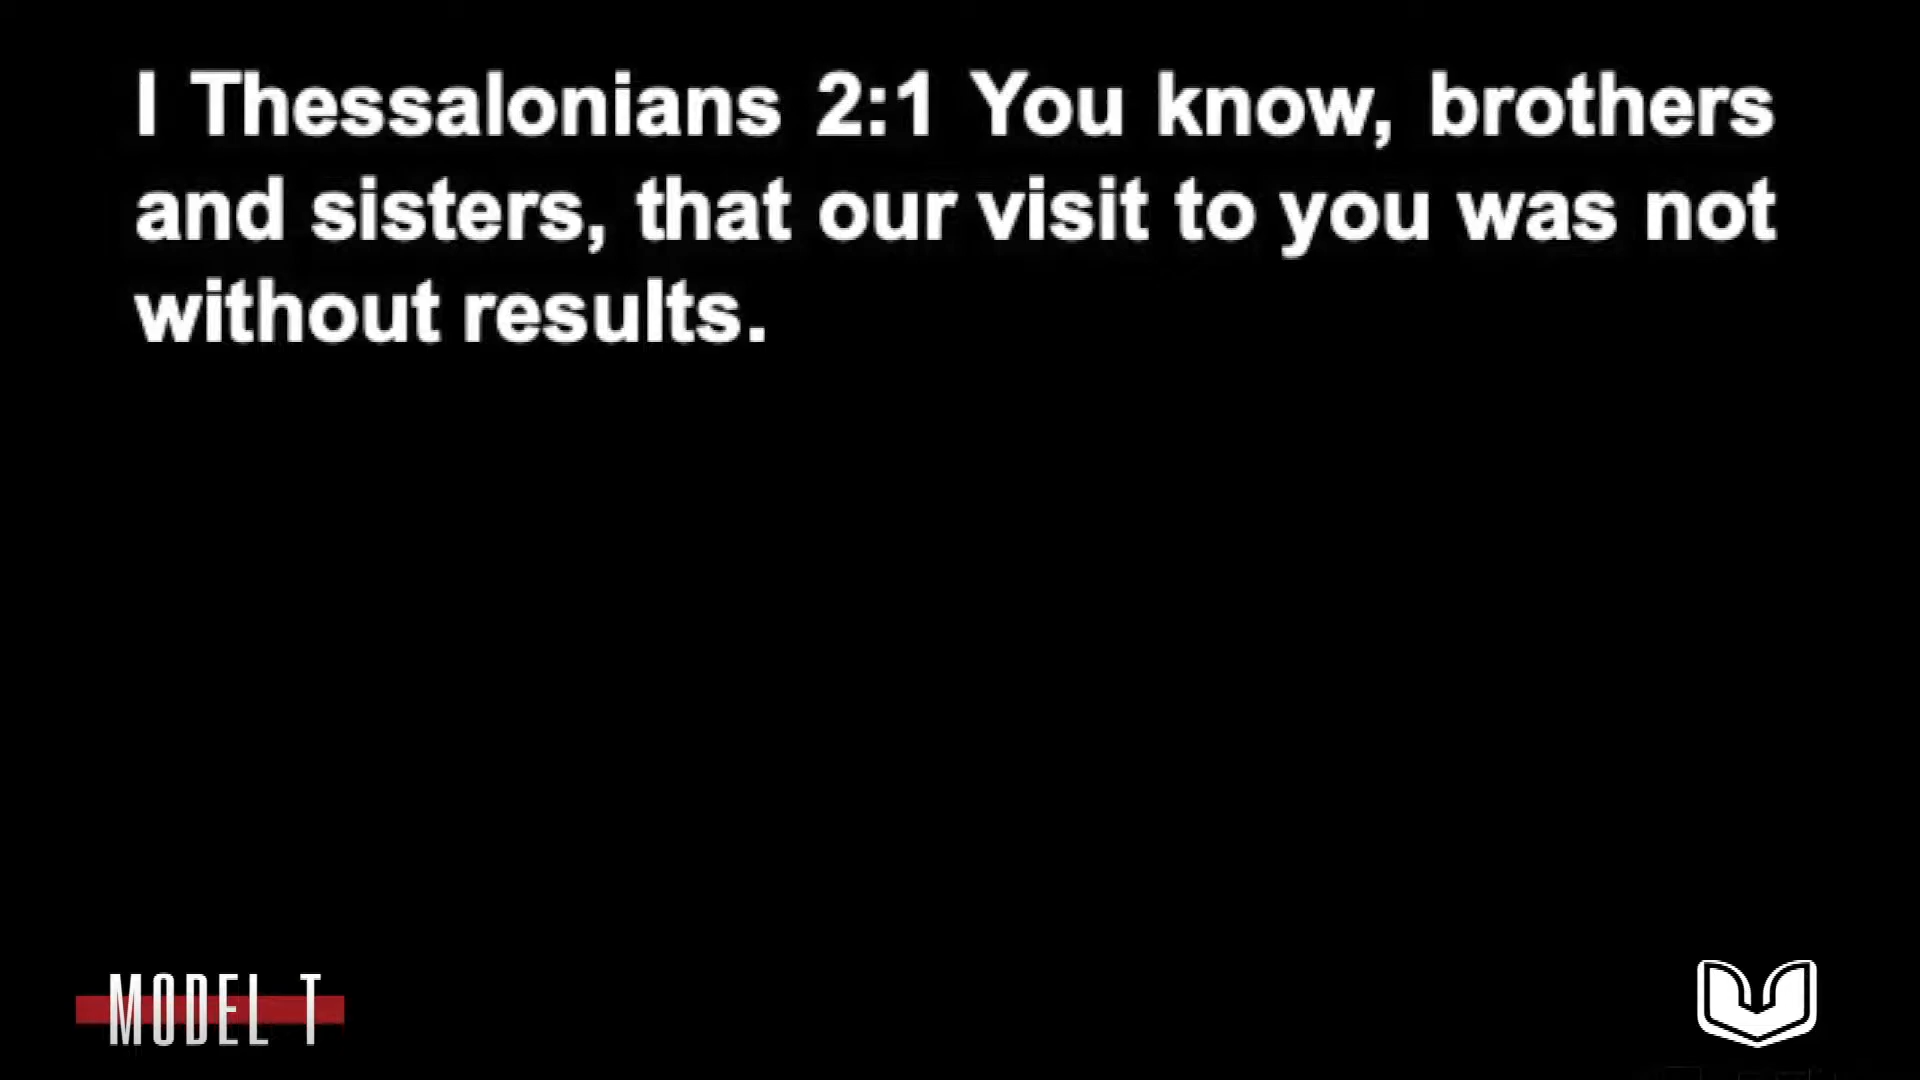 I Thessalonians 2:1 You know, brothers
and sisters, that our visit to you was not
without results.
MODEL T